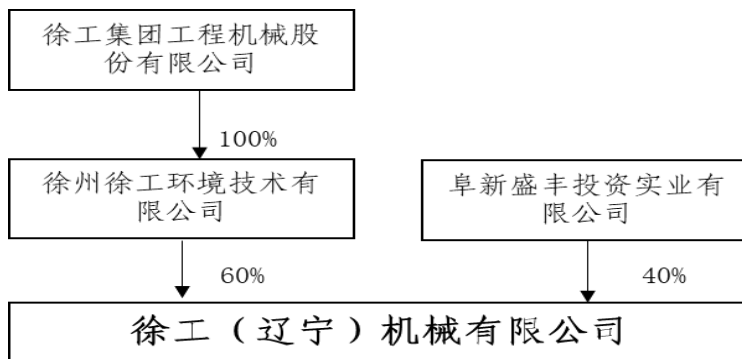 徐工集团工程机械股
份有限公司
100%
徐州徐工环境技术有
限公司
阜新盛丰投资实业有
限公司
60%
40%
徐工（辽宁）机械有限公司